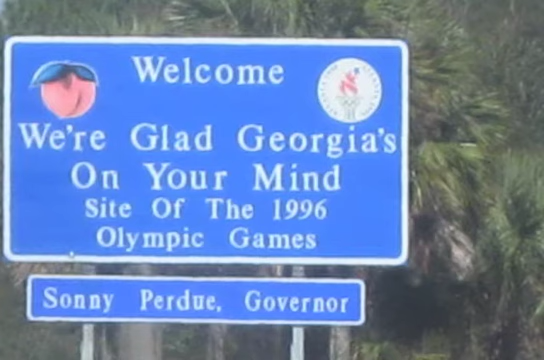 Welcome
We're Glad Georgia's
On Your Mind
Site Of The 1996
Olympic Games
Sonny Perdue, Governor